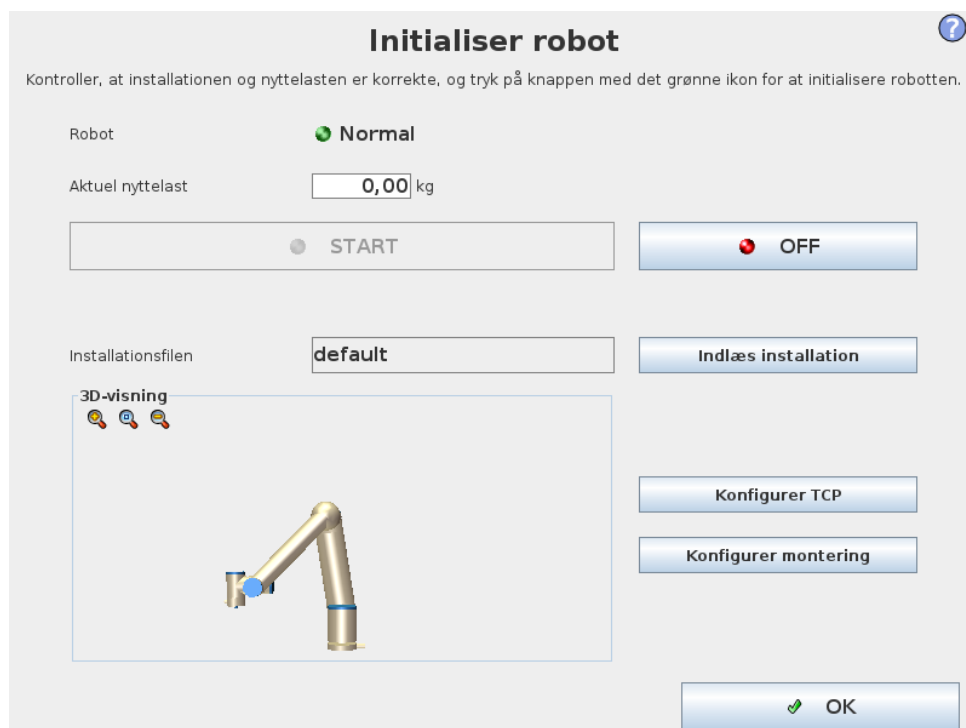 Initialiser robot
?
Kontroller, at installationen og nyttelasten er korrekte, og tryk på knappen med det grønne ikon for at initialisere robotten.
Robot Normal
Aktuel nyttelast 0,00 kg
START OFF
Installationsfilen default Indlæs installation
3D-visning
Konfigurer TCP
Konfigurer montering
OK